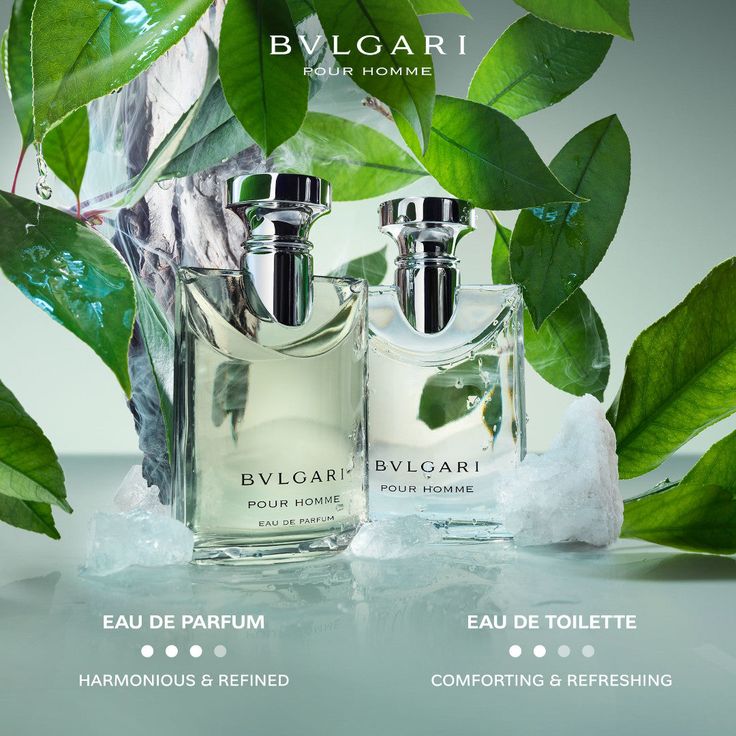 BVLGARI
POUR HOMME
BVLGARI
POUR HOMME
EAU DE PARFUM
BVLGARI
POUR HOMME
EAU DE PARFUM
HARMONIOUS & REFINED
EAU DE TOILETTE
COMFORTING & REFRESHING